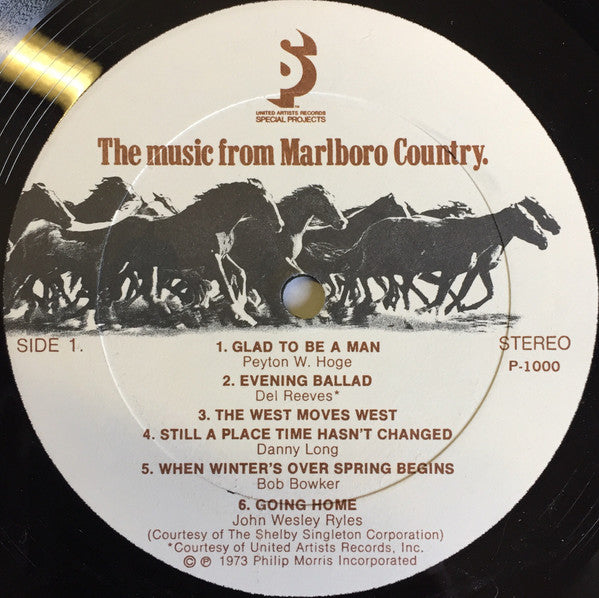 SP
TM
UNITED ARTISTS RECORDS
SPECIAL PROJECTS
The music from Marlboro Country.
SIDE 1.
STEREO
P-1000
1. GLAD TO BE A MAN
Peyton W. Hoge
2. EVENING BALLAD
Del Reeves*
3. THE WEST MOVES WEST
4. STILL A PLACE TIME HASN'T CHANGED
Danny Long
5. WHEN WINTER'S OVER SPRING BEGINS
Bob Bowker
6. GOING HOME
John Wesley Ryles
(Courtesy of The Shelby Singleton Corporation)
*Courtesy of United Artists Records, Inc.
© ℗ 1973 Philip Morris Incorporated